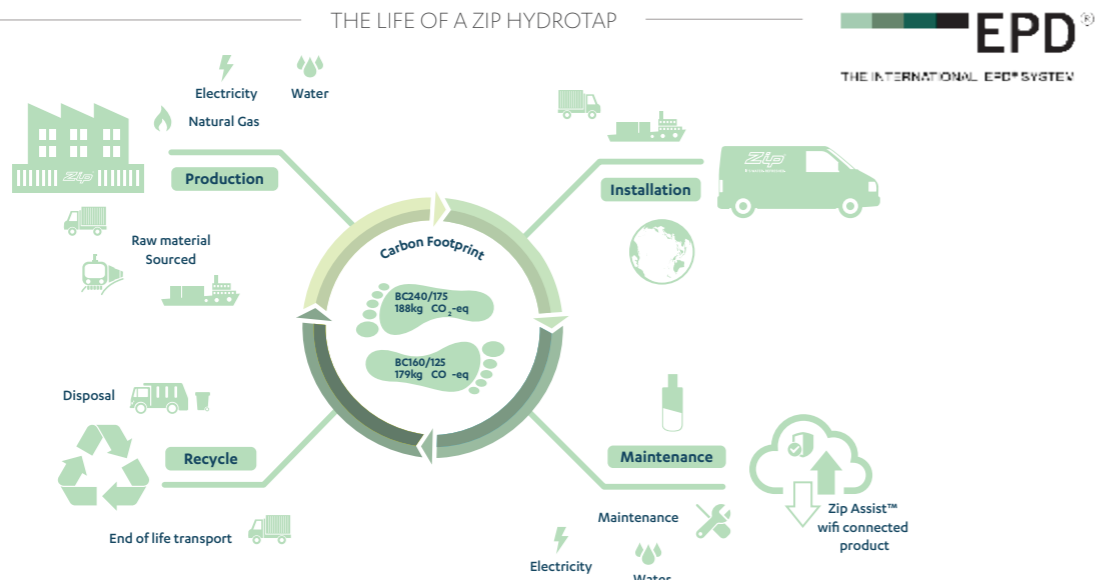 THE LIFE OF A ZIP HYDROTAP
EPD®
THE INTERNATIONAL EPD® SYSTEM
Electricity
Water
Natural Gas
Zip
Production
Raw material
Sourced
Zip
Installation
Carbon Footprint
BC240/175
188kg CO2-eq
BC160/125
179kg CO -eq
Disposal
Recycle
End of life transport
Maintenance
Maintenance
Zip Assist™
wifi connected
product
Electricity
Water